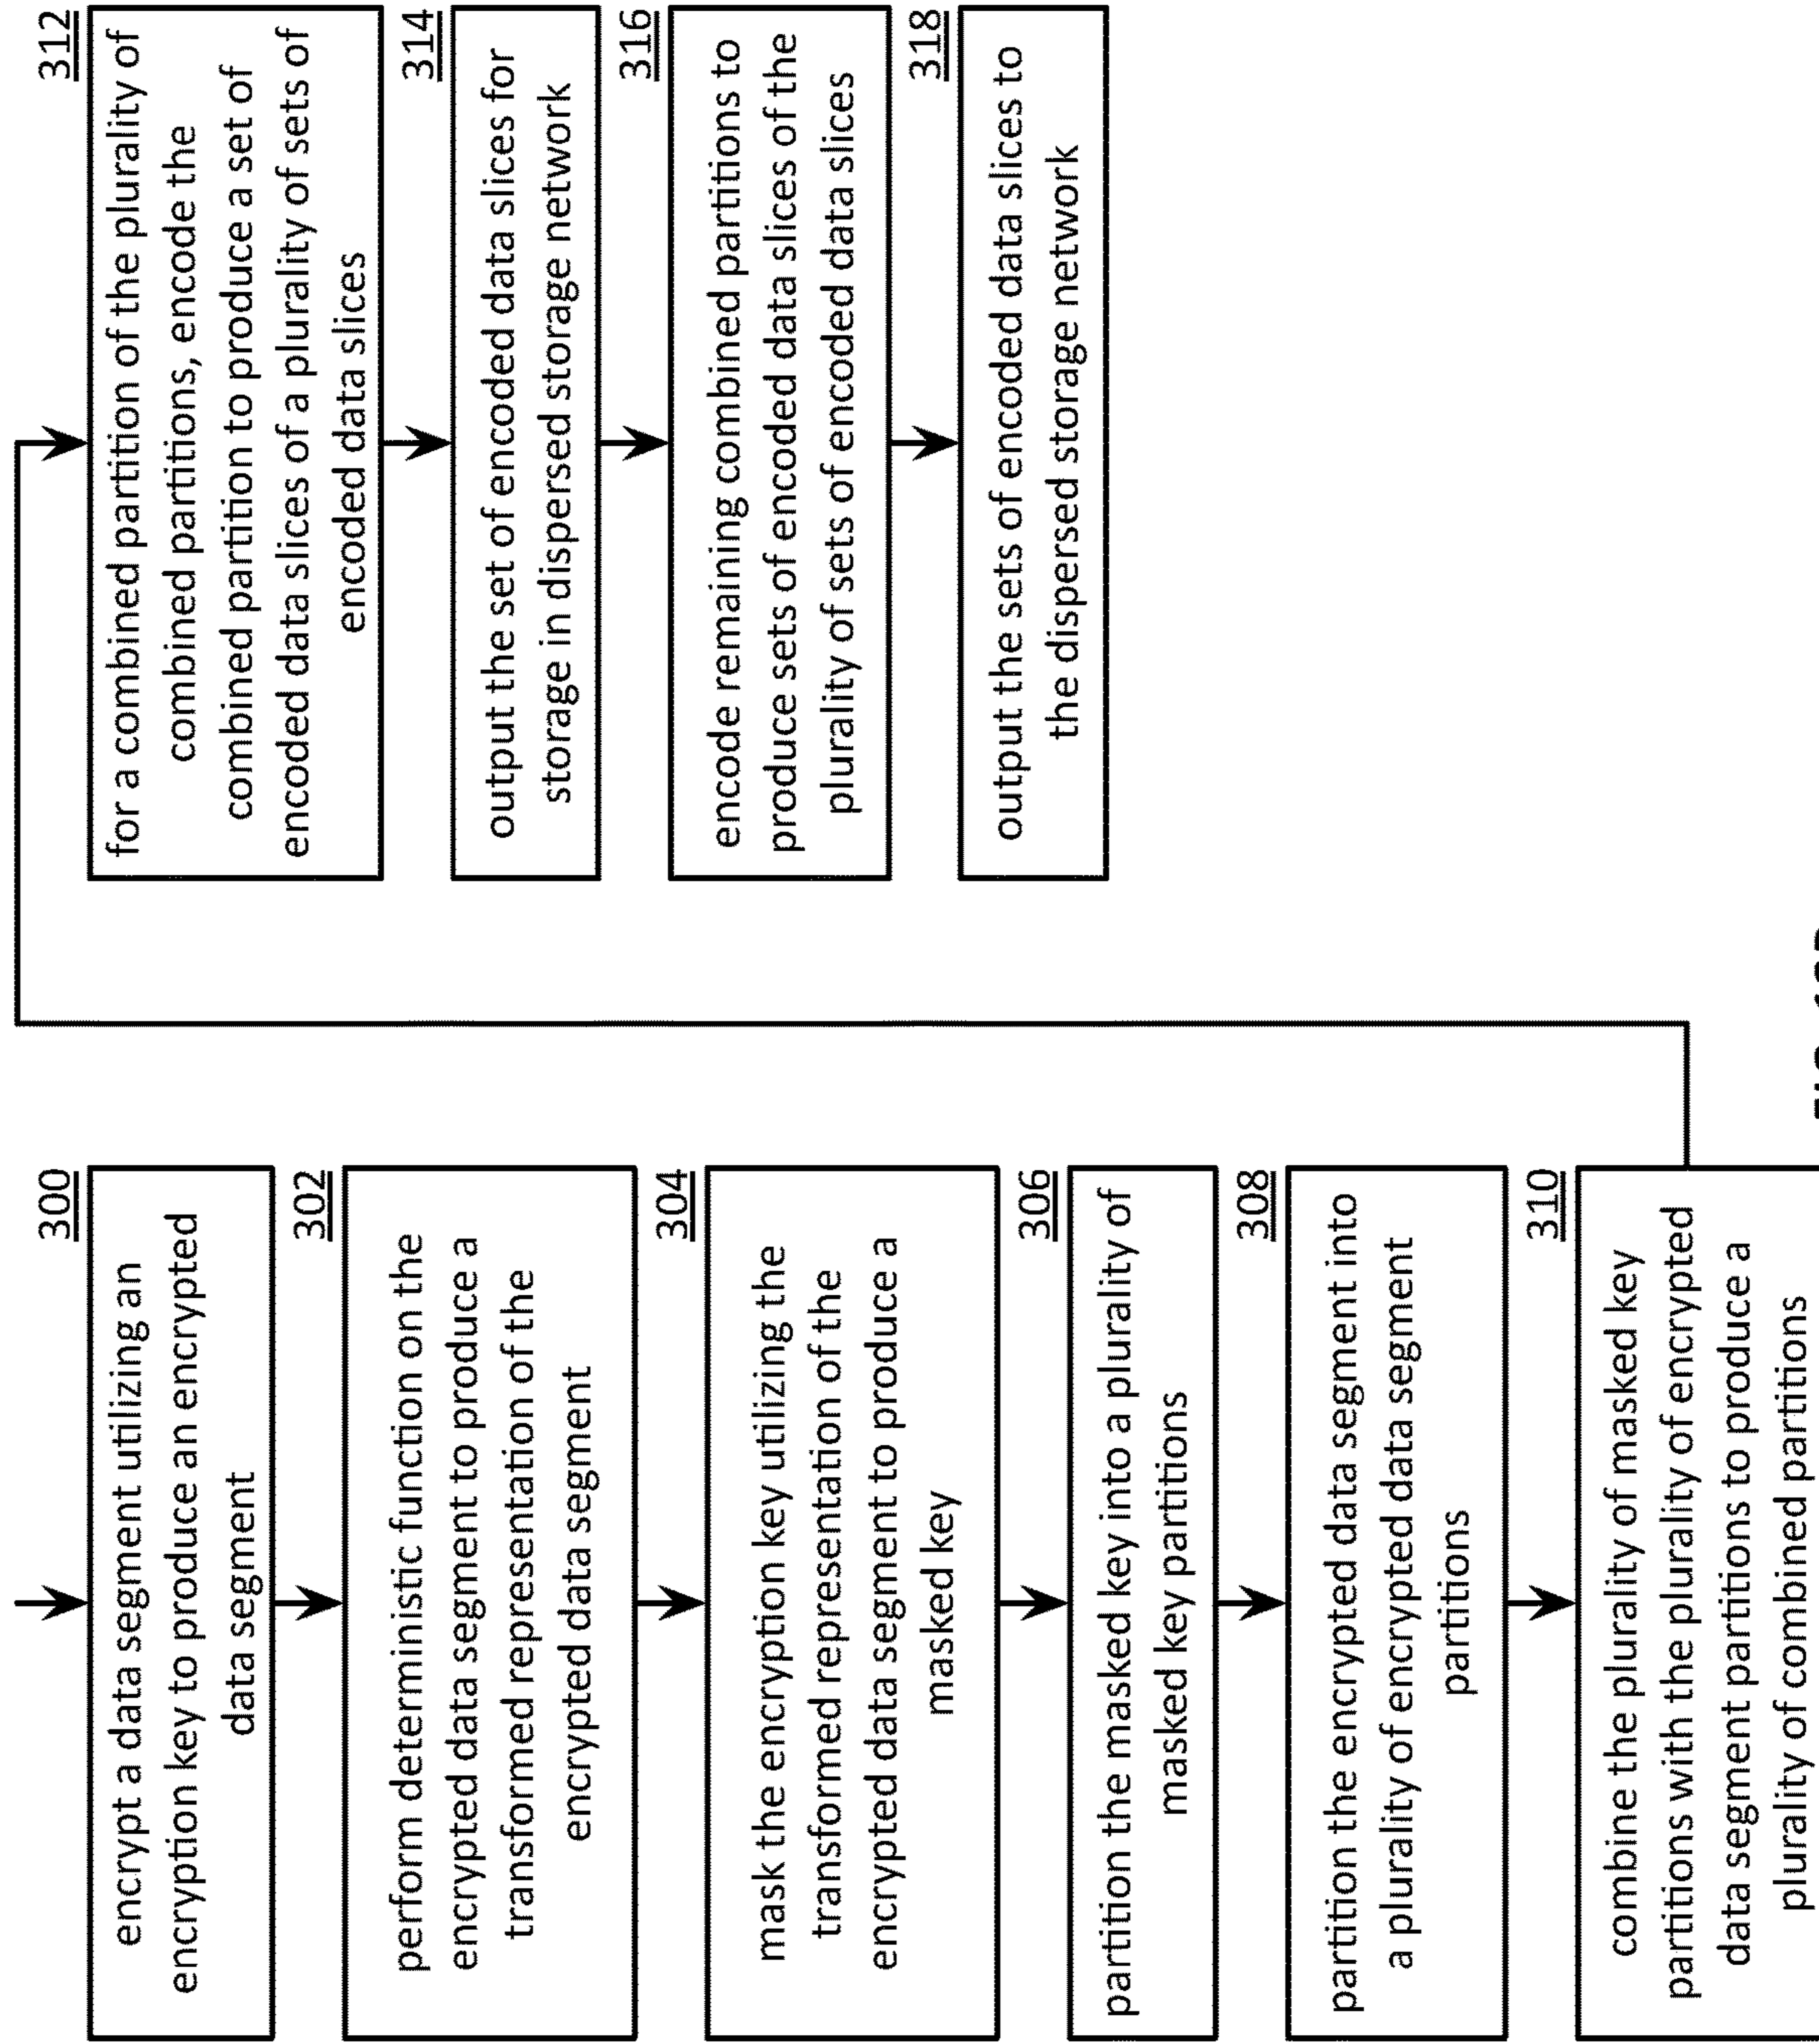 300
encrypt a data segment utilizing an
encryption key to produce an encrypted
data segment
302
perform deterministic function on the
encrypted data segment to produce a
transformed representation of the
encrypted data segment
304
mask the encryption key utilizing the
transformed representation of the
encrypted data segment to produce a
masked key
306
partition the masked key into a plurality of
masked key partitions
308
partition the encrypted data segment into
a plurality of encrypted data segment
partitions
310
combine the plurality of masked key
partitions with the plurality of encrypted
data segment partitions to produce a
plurality of combined partitions
312
for a combined partition of the plurality of
combined partitions, encode the
combined partition to produce a set of
encoded data slices of a plurality of sets of
encoded data slices
314
output the set of encoded data slices for
storage in dispersed storage network
316
encode remaining combined partitions to
produce sets of encoded data slices of the
plurality of sets of encoded data slices
318
output the sets of encoded data slices to
the dispersed storage network